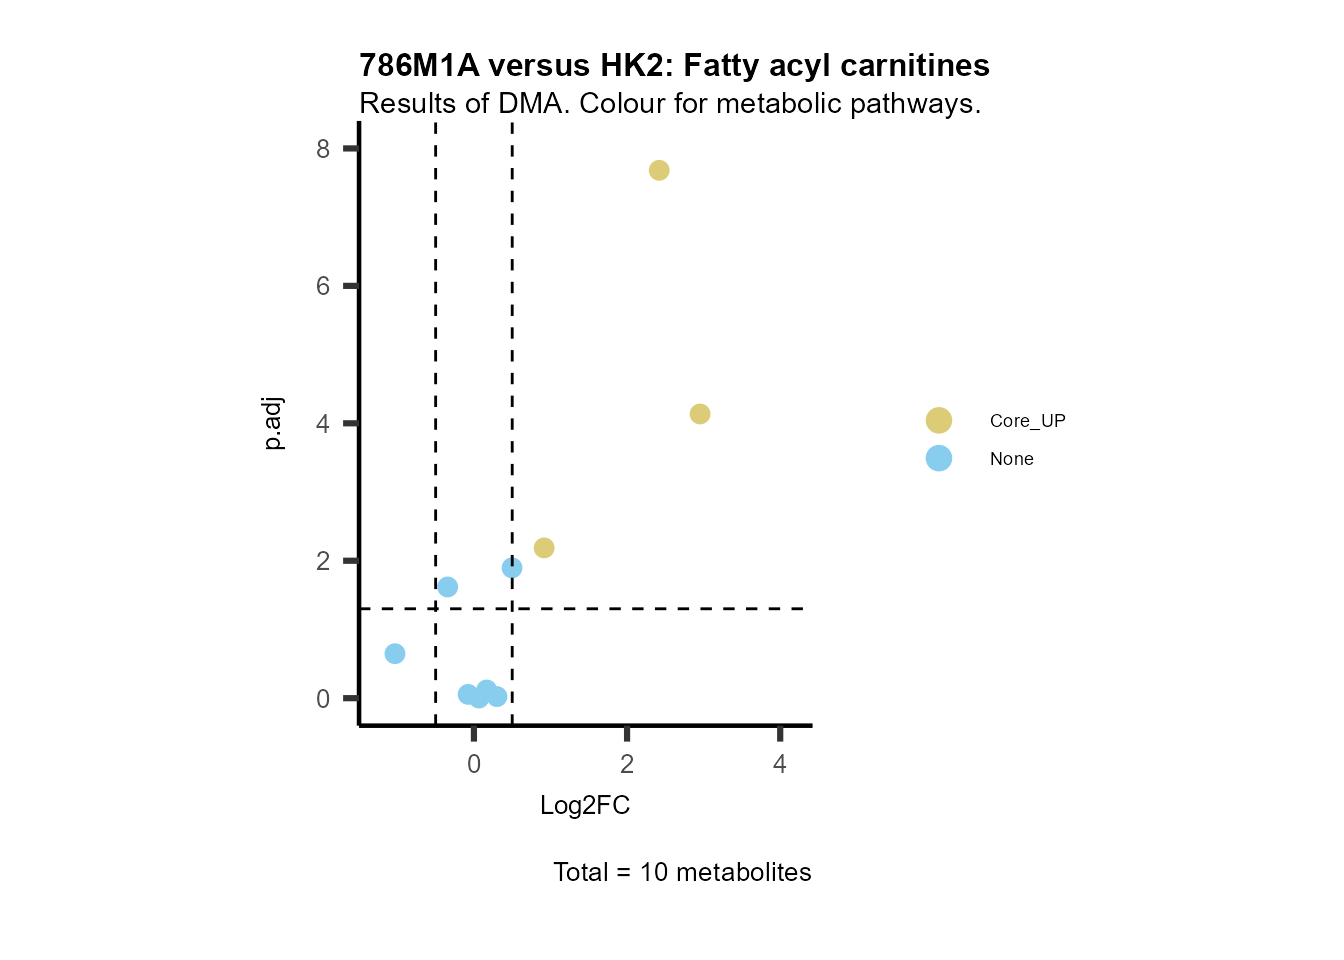 786M1A versus HK2: Fatty acyl carnitines
Results of DMA. Colour for metabolic pathways.
8
6
4
2
0
p.adj
0 2 4
Log2FC
Core_UP
None
Total = 10 metabolites